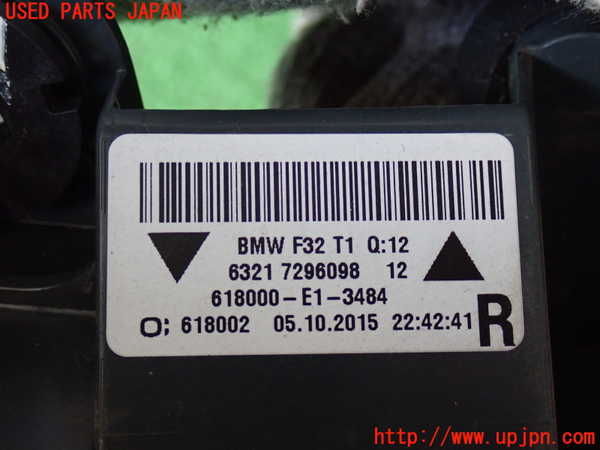 USED PARTS JAPAN
BMW F32 T1 Q:12
6321 7296098 12
618000-E1-3484
O; 618002 05.10.2015 22:42:41 R
http://www.upjpn.com/